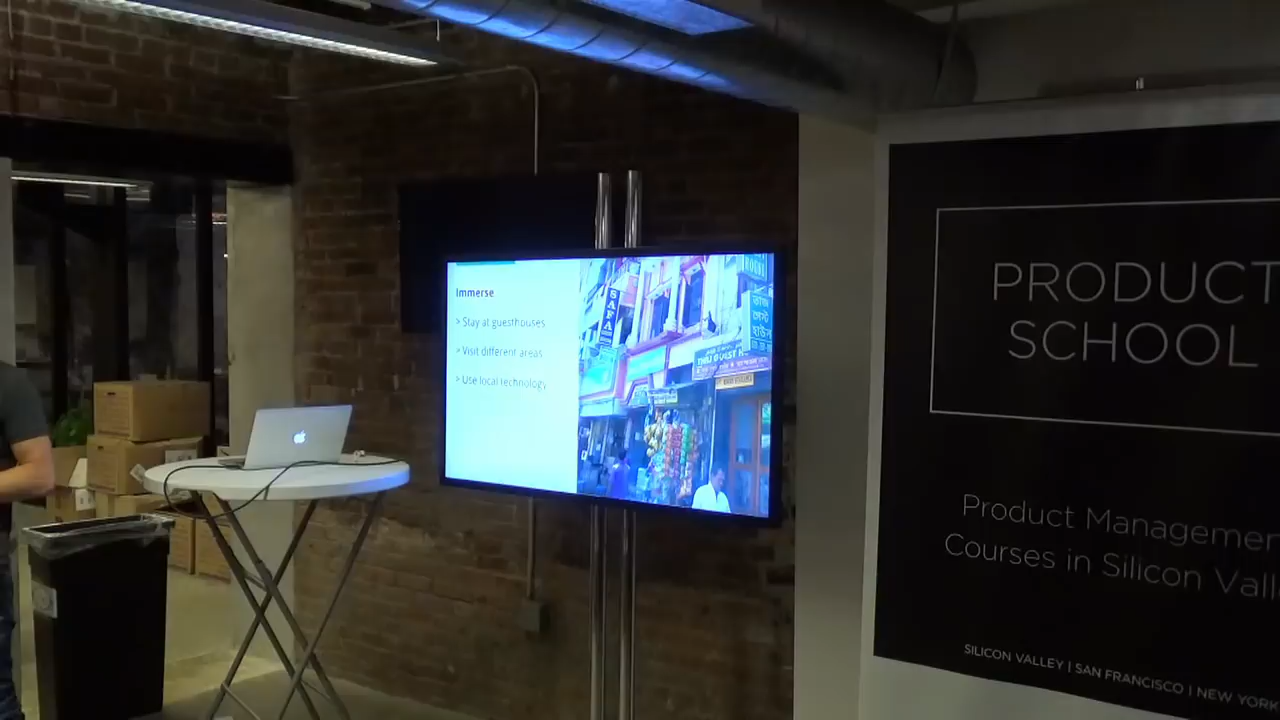 Immerse
> Stay at guesthouses
> Visit different areas
> Use local technology
SAFA
তাজ
গেস্ট
হাউস
PRODUCT
SCHOOL
Product Managemen
Courses in Silicon Vall
SILICON VALLEY | SAN FRANCISCO | NEW YORK